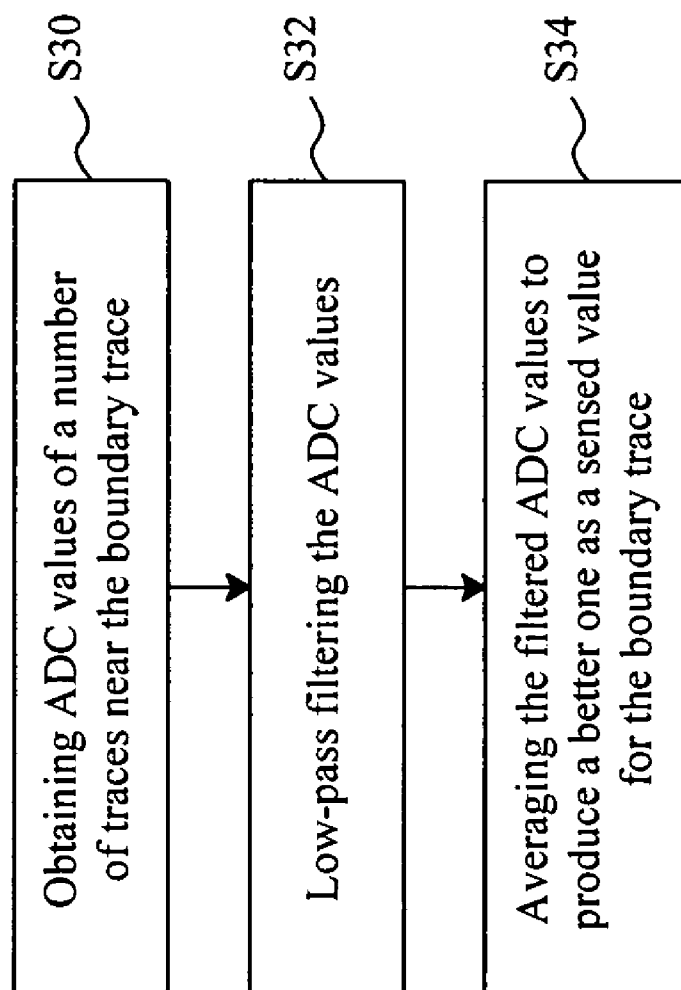 Obtaining ADC values of a number
of traces near the boundary trace
S30
Low-pass filtering the ADC values
S32
Averaging the filtered ADC values to
produce a better one as a sensed value
for the boundary trace
S34